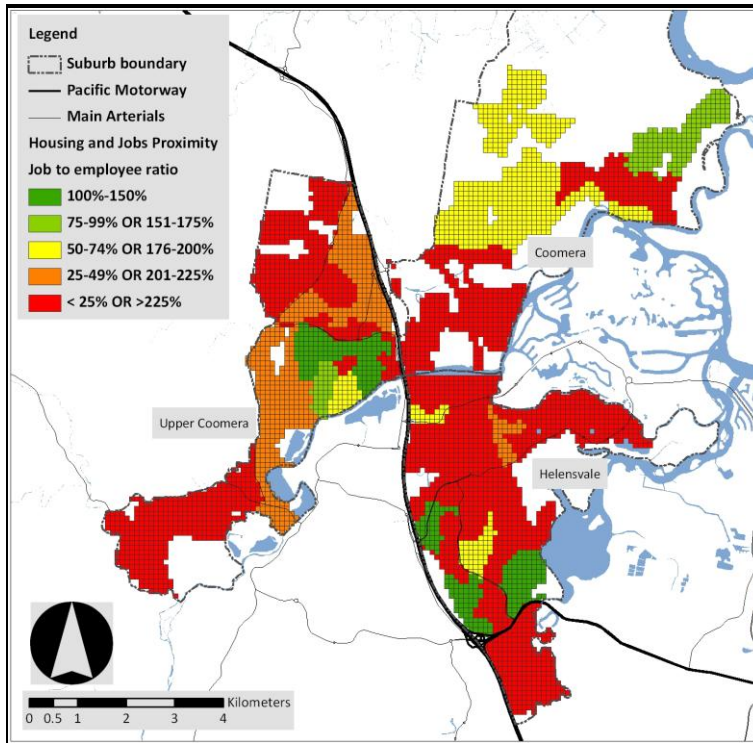 Legend
Suburb boundary
Pacific Motorway
Main Arterials
Housing and Jobs Proximity
Job to employee ratio
100%-150%
75-99% OR 151-175%
50-74% OR 176-200%
25-49% OR 201-225%
< 25% OR >225%
Coomera
Upper Coomera
Helensvale
Kilometers
0 0.5 1 2 3 4